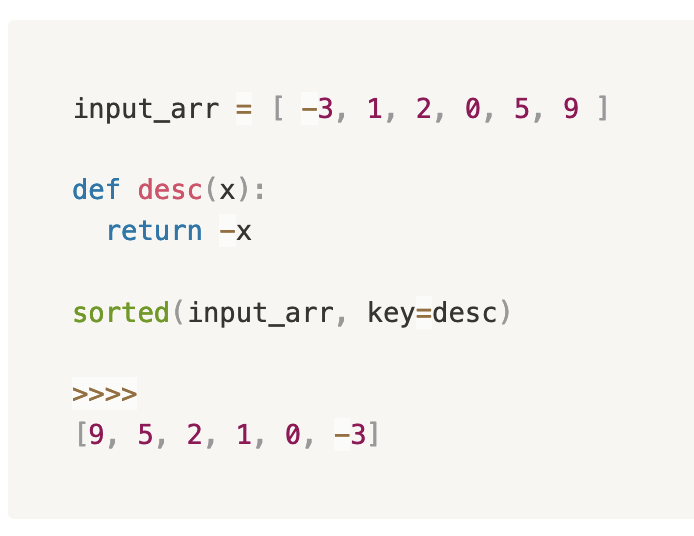 input_arr = [ -3, 1, 2, 0, 5, 9 ]
def desc(x):
  return -x
sorted(input_arr, key=desc)
>>>>
[9, 5, 2, 1, 0, -3]